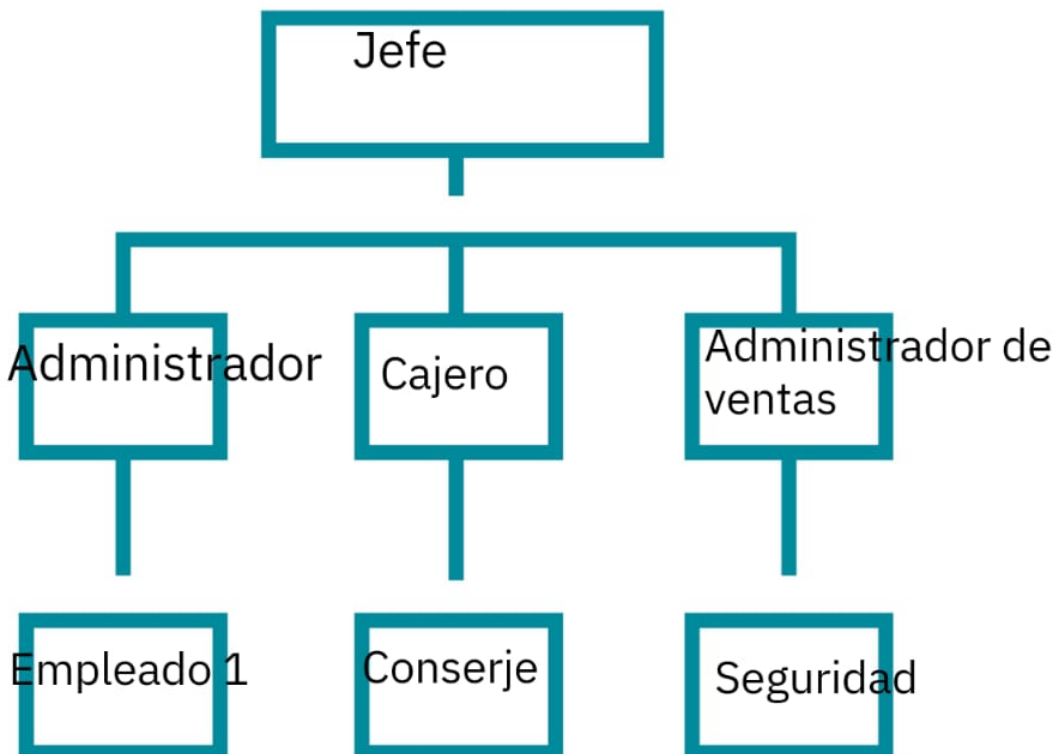 Jefe
Administrador
Cajero
Administrador de
ventas
Empleado 1
Conserje
Seguridad